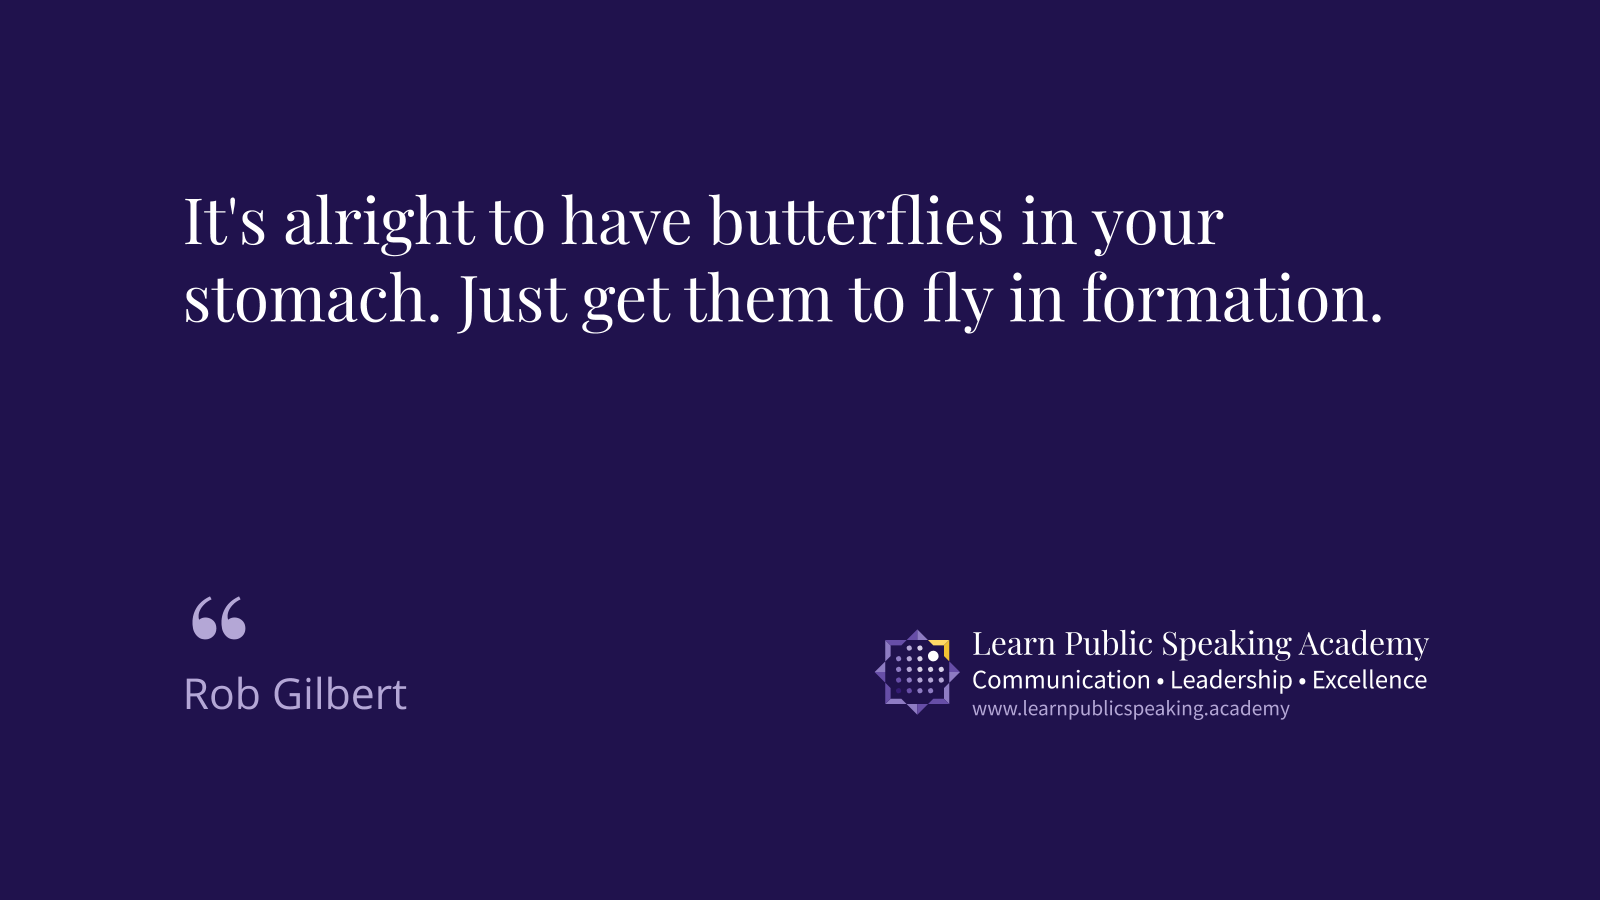 It's alright to have butterflies in your
stomach. Just get them to fly in formation.
“
Rob Gilbert
Learn Public Speaking Academy
Communication • Leadership • Excellence
www.learnpublicspeaking.academy